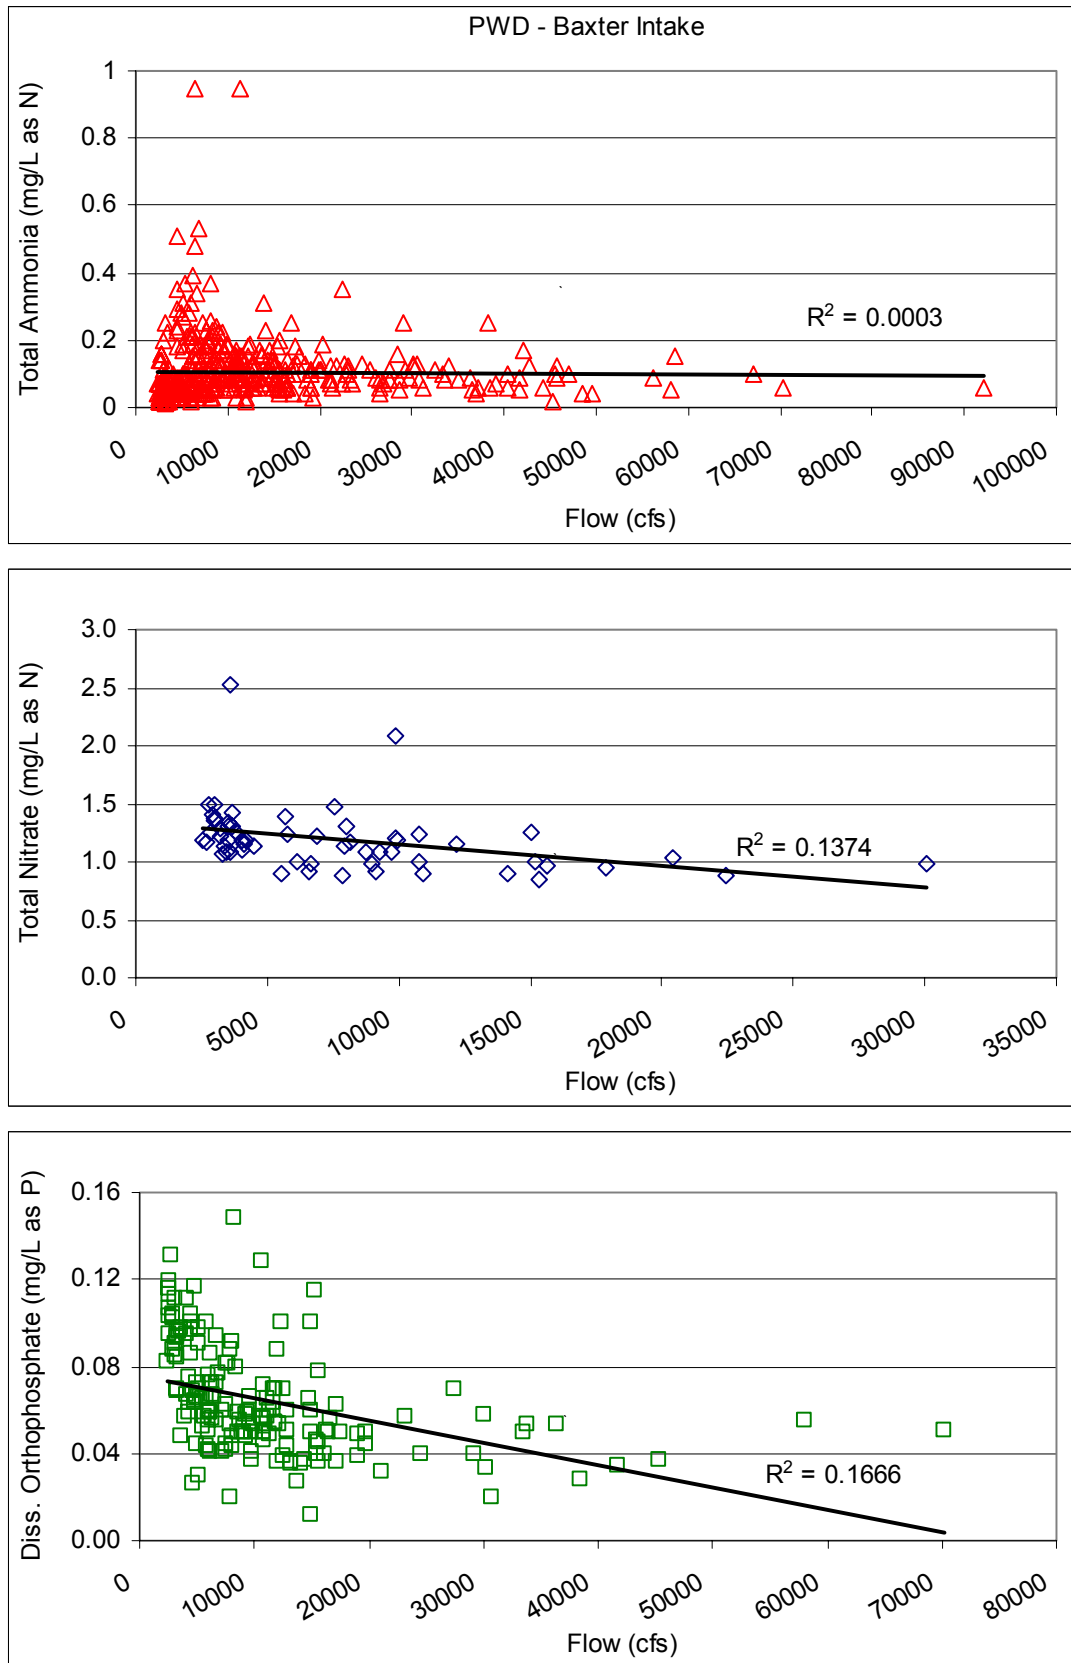 PWD - Baxter Intake
Total Ammonia (mg/L as N)
1
0.8
0.6
0.4
0.2
0
R² = 0.0003
0 10000 20000 30000 40000 50000 60000 70000 80000 90000 100000
Flow (cfs)
Total Nitrate (mg/L as N)
3.0
2.5
2.0
1.5
1.0
0.5
0.0
R² = 0.1374
0 5000 10000 15000 20000 25000 30000 35000
Flow (cfs)
Diss. Orthophosphate (mg/L as P)
0.16
0.12
0.08
0.04
0.00
R² = 0.1666
0 10000 20000 30000 40000 50000 60000 70000 80000
Flow (cfs)